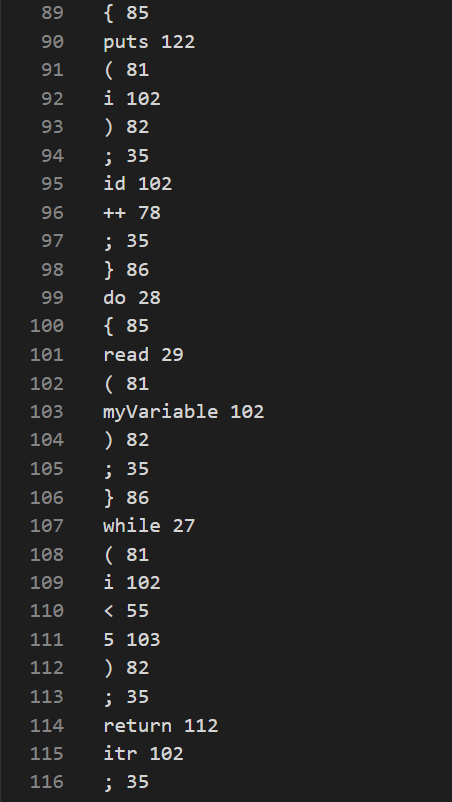 89 { 85
90 puts 122
91 ( 81
92 i 102
93 ) 82
94 ; 35
95 id 102
96 ++ 78
97 ; 35
98 } 86
99 do 28
100 { 85
101 read 29
102 ( 81
103 myVariable 102
104 ) 82
105 ; 35
106 } 86
107 while 27
108 ( 81
109 i 102
110 < 55
111 5 103
112 ) 82
113 ; 35
114 return 112
115 itr 102
116 ; 35